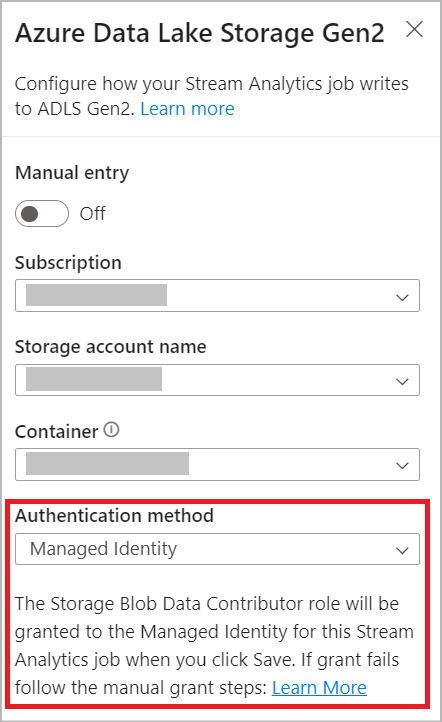 Azure Data Lake Storage Gen2
Configure how your Stream Analytics job writes
to ADLS Gen2. Learn more
Manual entry
Off
Subscription
Storage account name
Container
Authentication method
Managed Identity
The Storage Blob Data Contributor role will be
granted to the Managed Identity for this Stream
Analytics job when you click Save. If grant fails
follow the manual grant steps: Learn More